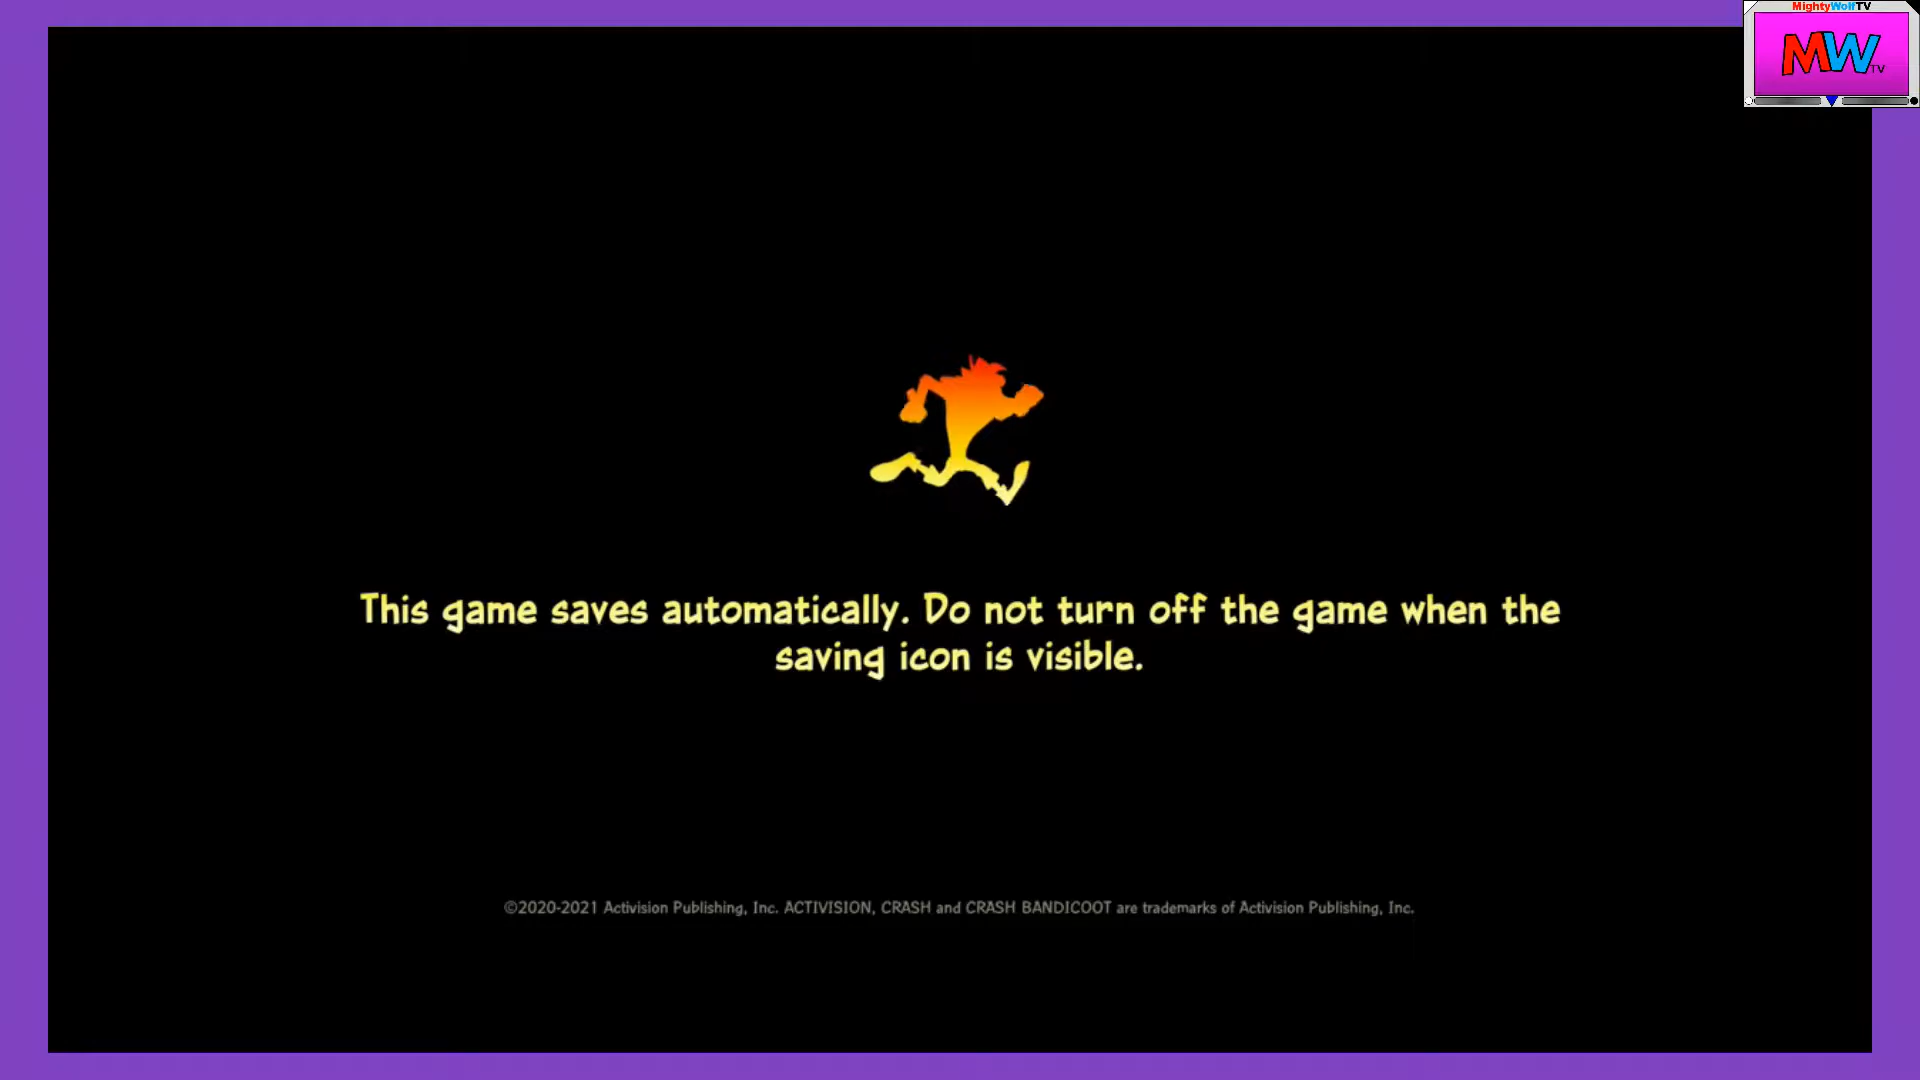 MightyWolfTV
MW TV
This game saves automatically. Do not turn off the game when the
saving icon is visible.
©2020-2021 Activision Publishing, Inc. ACTIVISION, CRASH and CRASH BANDICOOT are trademarks of Activision Publishing, Inc.